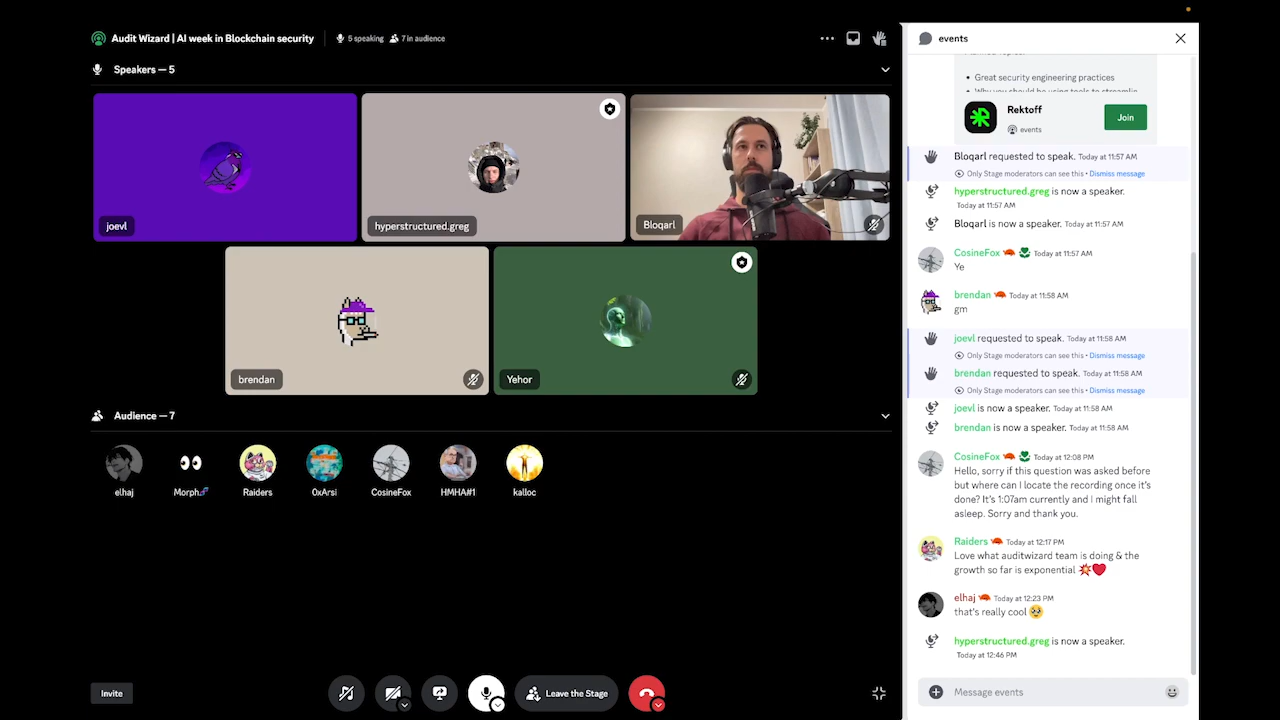 Audit Wizard | AI week in Blockchain security
5 speaking 7 in audience
Speakers — 5
joevl
hyperstructured.greg
Bloqarl
brendan
Yehor
Audience — 7
elhaj
Morph
Raiders
0xArsi
CosineFox
HMHA#1
kalloc
Invite
Leave the Stage
events
• Great security engineering practices
• Why you should be using tools to streamlin
Rektoff
events
Join
Bloqarl requested to speak. Today at 11:57 AM
Only Stage moderators can see this • Dismiss message
hyperstructured.greg is now a speaker.
Today at 11:57 AM
Bloqarl is now a speaker. Today at 11:57 AM
CosineFox Today at 11:57 AM
Ye
brendan Today at 11:58 AM
gm
joevl requested to speak. Today at 11:58 AM
Only Stage moderators can see this • Dismiss message
brendan requested to speak. Today at 11:58 AM
Only Stage moderators can see this • Dismiss message
joevl is now a speaker. Today at 11:58 AM
brendan is now a speaker. Today at 11:58 AM
CosineFox Today at 12:08 PM
Hello, sorry if this question was asked before
but where can I locate the recording once it's
done? It's 1:07am currently and I might fall
asleep. Sorry and thank you.
Raiders Today at 12:17 PM
Love what auditwizard team is doing & the
growth so far is exponential 💥❤️
elhaj Today at 12:23 PM
that's really cool 🥹
hyperstructured.greg is now a speaker.
Today at 12:46 PM
Message events